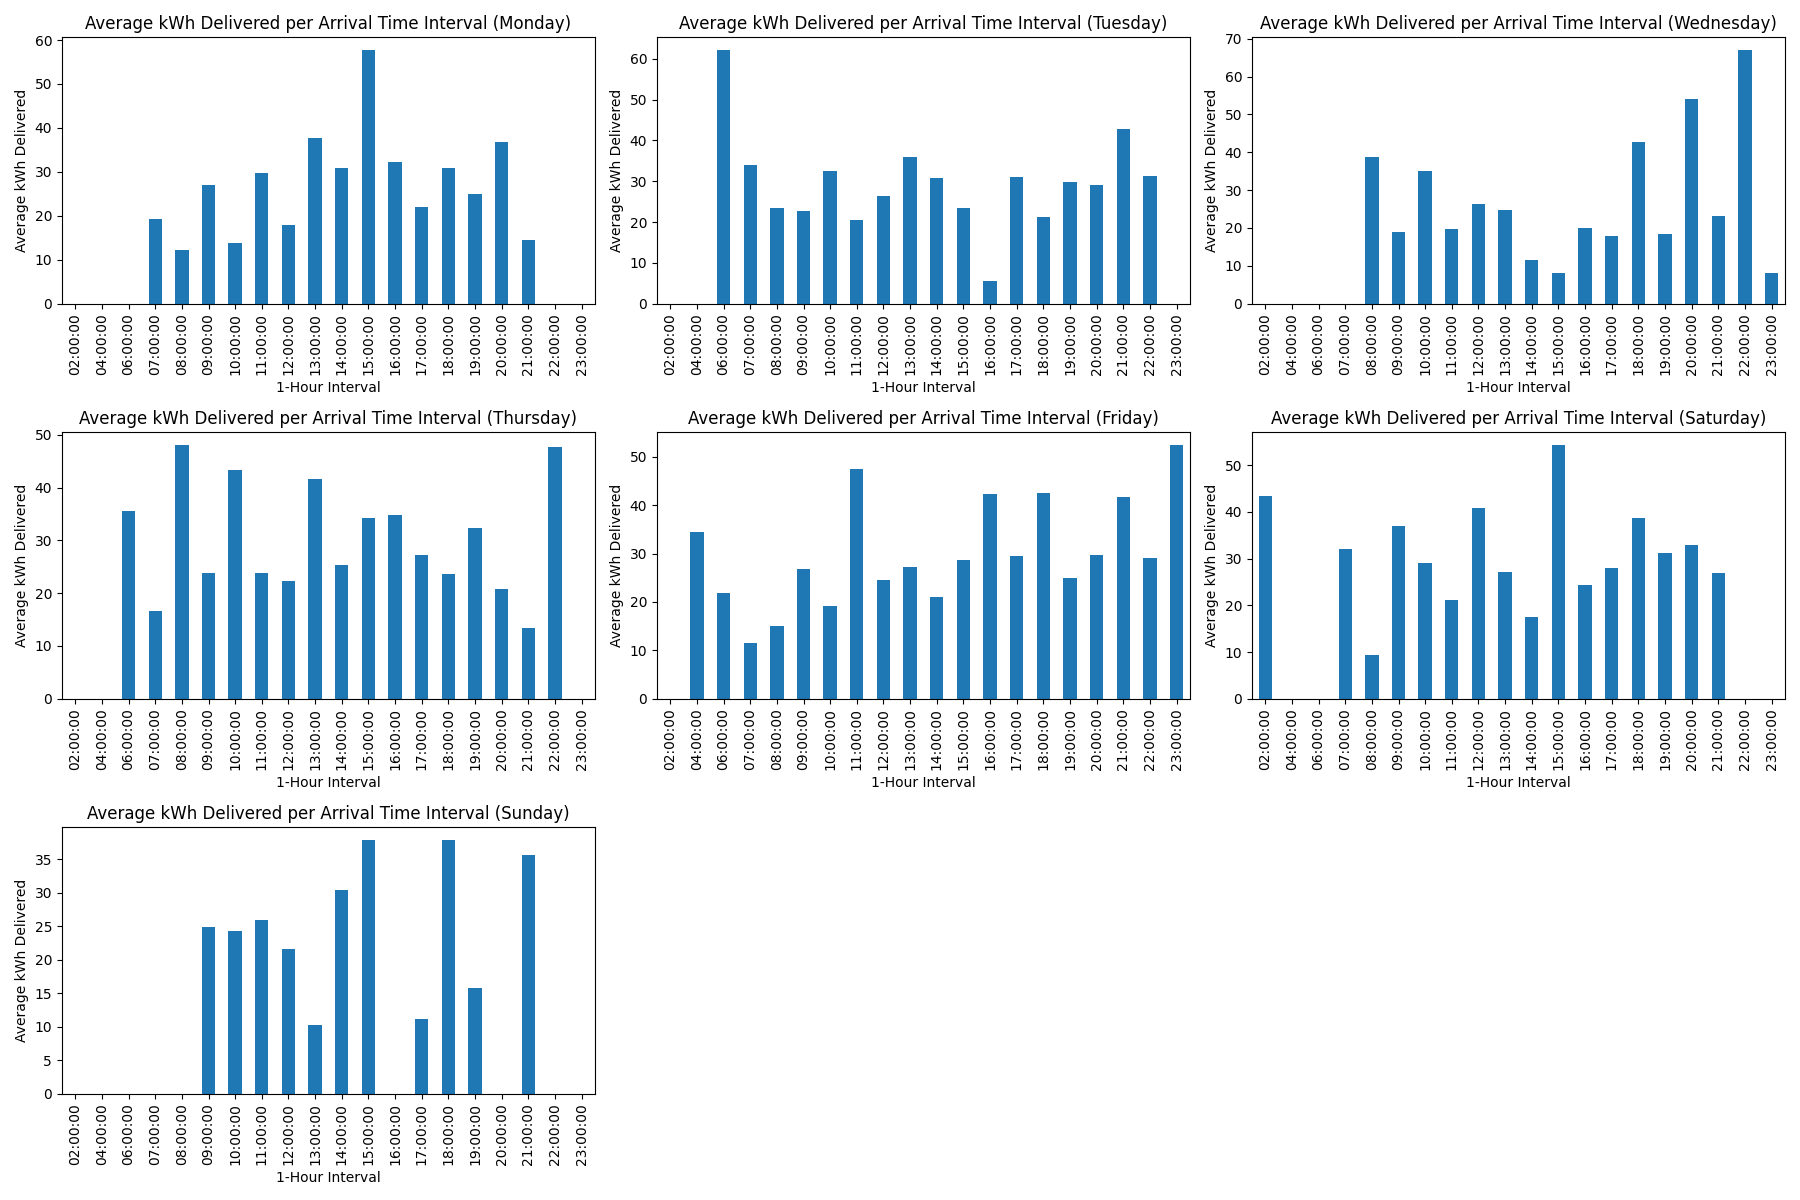 Average kWh Delivered per Arrival Time Interval (Monday)
Average kWh Delivered
60
50
40
30
20
10
0
02:00:00 04:00:00 06:00:00 07:00:00 08:00:00 09:00:00 10:00:00 11:00:00 12:00:00 13:00:00 14:00:00 15:00:00 16:00:00 17:00:00 18:00:00 19:00:00 20:00:00 21:00:00 22:00:00 23:00:00
1-Hour Interval
Average kWh Delivered per Arrival Time Interval (Tuesday)
Average kWh Delivered
60
50
40
30
20
10
0
02:00:00 04:00:00 06:00:00 07:00:00 08:00:00 09:00:00 10:00:00 11:00:00 12:00:00 13:00:00 14:00:00 15:00:00 16:00:00 17:00:00 18:00:00 19:00:00 20:00:00 21:00:00 22:00:00 23:00:00
1-Hour Interval
Average kWh Delivered per Arrival Time Interval (Wednesday)
Average kWh Delivered
70
60
50
40
30
20
10
0
02:00:00 04:00:00 06:00:00 07:00:00 08:00:00 09:00:00 10:00:00 11:00:00 12:00:00 13:00:00 14:00:00 15:00:00 16:00:00 17:00:00 18:00:00 19:00:00 20:00:00 21:00:00 22:00:00 23:00:00
1-Hour Interval
Average kWh Delivered per Arrival Time Interval (Thursday)
Average kWh Delivered
50
40
30
20
10
0
02:00:00 04:00:00 06:00:00 07:00:00 08:00:00 09:00:00 10:00:00 11:00:00 12:00:00 13:00:00 14:00:00 15:00:00 16:00:00 17:00:00 18:00:00 19:00:00 20:00:00 21:00:00 22:00:00 23:00:00
1-Hour Interval
Average kWh Delivered per Arrival Time Interval (Friday)
Average kWh Delivered
50
40
30
20
10
0
02:00:00 04:00:00 06:00:00 07:00:00 08:00:00 09:00:00 10:00:00 11:00:00 12:00:00 13:00:00 14:00:00 15:00:00 16:00:00 17:00:00 18:00:00 19:00:00 20:00:00 21:00:00 22:00:00 23:00:00
1-Hour Interval
Average kWh Delivered per Arrival Time Interval (Saturday)
Average kWh Delivered
50
40
30
20
10
0
02:00:00 04:00:00 06:00:00 07:00:00 08:00:00 09:00:00 10:00:00 11:00:00 12:00:00 13:00:00 14:00:00 15:00:00 16:00:00 17:00:00 18:00:00 19:00:00 20:00:00 21:00:00 22:00:00 23:00:00
1-Hour Interval
Average kWh Delivered per Arrival Time Interval (Sunday)
Average kWh Delivered
35
30
25
20
15
10
5
0
02:00:00 04:00:00 06:00:00 07:00:00 08:00:00 09:00:00 10:00:00 11:00:00 12:00:00 13:00:00 14:00:00 15:00:00 16:00:00 17:00:00 18:00:00 19:00:00 20:00:00 21:00:00 22:00:00 23:00:00
1-Hour Interval